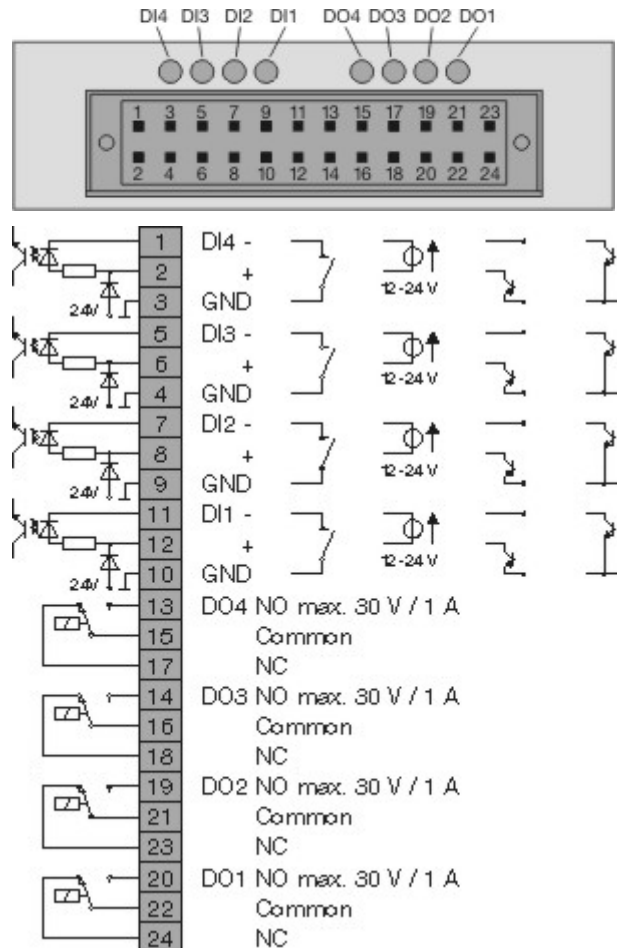 DI4 DI3 DI2 DI1 DO4 DO3 DO2 DO1
1 3 5 7 9 11 13 15 17 19 21 23
2 4 6 8 10 12 14 16 18 20 22 24
1 DI4 -
2 +
24V 3 GND 12-24 V
5 DI3 -
6 +
24V 4 GND 12-24 V
7 DI2 -
8 +
24V 9 GND 12-24 V
11 DI1 -
12 +
24V 10 GND 12-24 V
13 DO4 NO max. 30 V / 1 A
15 Common
17 NC
14 DO3 NO max. 30 V / 1 A
16 Common
18 NC
19 DO2 NO max. 30 V / 1 A
21 Common
23 NC
20 DO1 NO max. 30 V / 1 A
22 Common
24 NC